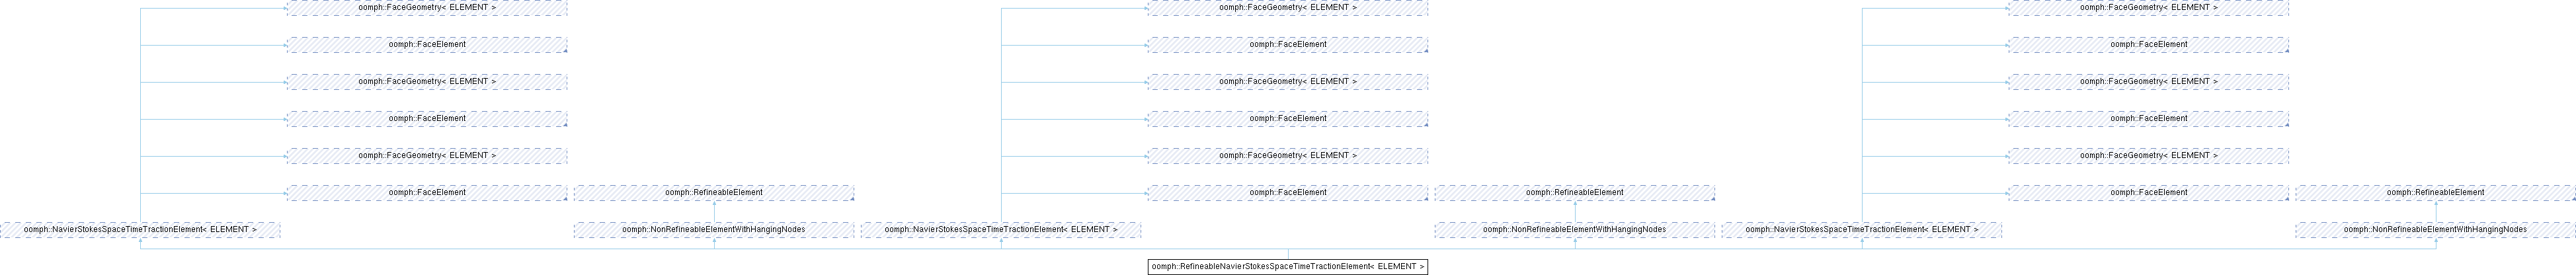 oomph::FaceGeometry< ELEMENT > oomph::FaceGeometry< ELEMENT > oomph::FaceGeometry< ELEMENT >
oomph::FaceElement oomph::FaceElement oomph::FaceElement
oomph::FaceGeometry< ELEMENT > oomph::FaceGeometry< ELEMENT > oomph::FaceGeometry< ELEMENT >
oomph::FaceElement oomph::FaceElement oomph::FaceElement
oomph::FaceGeometry< ELEMENT > oomph::FaceGeometry< ELEMENT > oomph::FaceGeometry< ELEMENT >
oomph::FaceElement oomph::RefineableElement oomph::FaceElement oomph::RefineableElement oomph::FaceElement oomph::RefineableElement
oomph::NavierStokesSpaceTimeTractionElement< ELEMENT > oomph::NonRefineableElementWithHangingNodes oomph::NavierStokesSpaceTimeTractionElement< ELEMENT > oomph::NonRefineableElementWithHangingNodes oomph::NavierStokesSpaceTimeTractionElement< ELEMENT > oomph::NonRefineableElementWithHangingNodes
oomph::RefineableNavierStokesSpaceTimeTractionElement< ELEMENT >